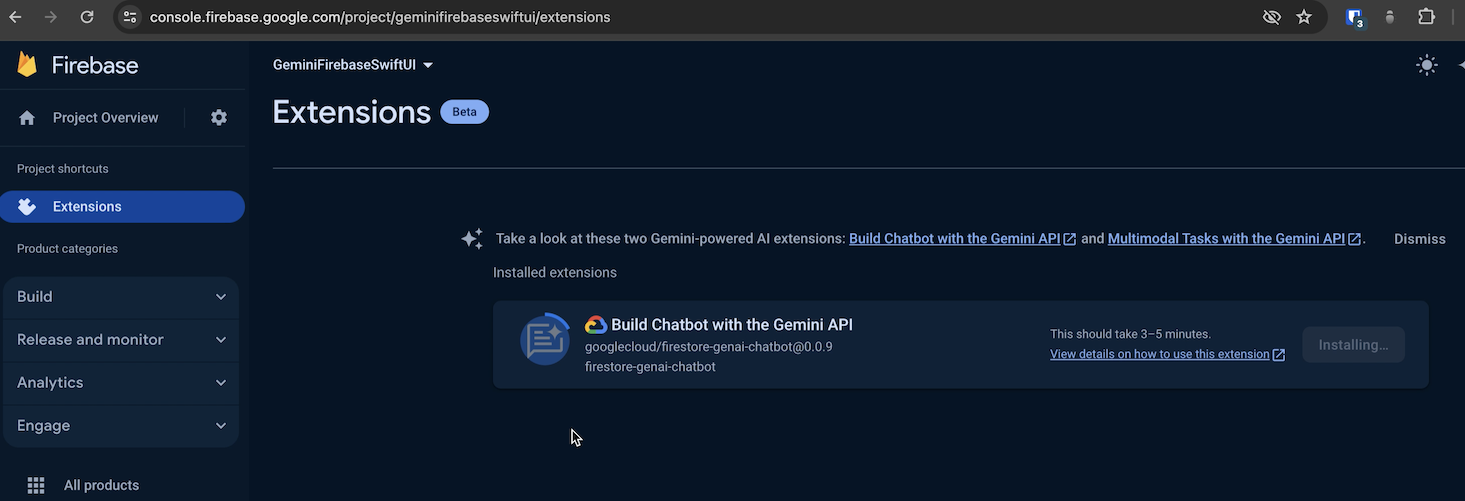 console.firebase.google.com/project/geminifirebaseswiftui/extensions
3
Firebase
GeminiFirebaseSwiftUI
Extensions Beta
Project Overview
Project shortcuts
Extensions
Product categories
Build
Release and monitor
Analytics
Engage
All products
Take a look at these two Gemini-powered AI extensions: Build Chatbot with the Gemini API and Multimodal Tasks with the Gemini API. Dismiss
Installed extensions
Build Chatbot with the Gemini API
googlecloud/firestore-genai-chatbot@0.0.9
firestore-genai-chatbot
This should take 3–5 minutes.
View details on how to use this extension
Installing...